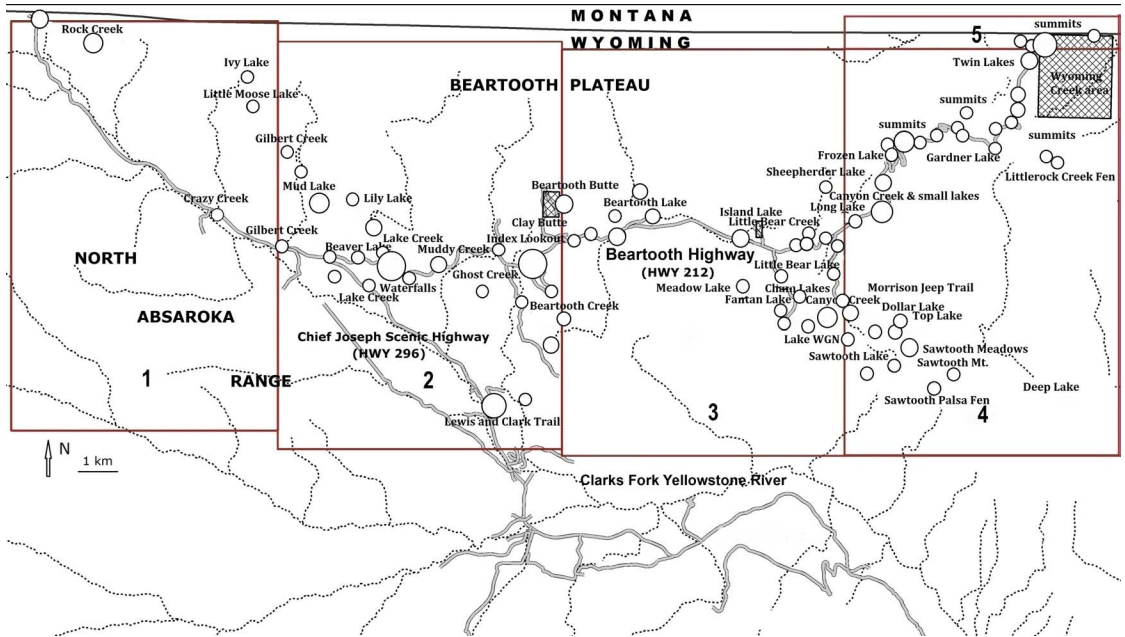 MONTANA
WYOMING
5
summits
Rock Creek
Twin Lakes
Ivy Lake
BEARTOOTH PLATEAU
Wyoming
Creek area
Little Moose Lake
summits
Gilbert Creek
summits
summits
Frozen Lake
Gardner Lake
Mud Lake
Lily Lake
Sheepherder Lake
Littlerock Creek Fen
Beartooth Butte
Canyon Creek & small lakes
Crazy Creek
Beartooth Lake
Island Lake
Long Lake
Clay Butte
Little Bear Creek
Gilbert Creek
Lake Creek
Index Lookout
Beaver Lake
Muddy Creek
Beartooth Highway
(HWY 212)
NORTH
Ghost Creek
Little Bear Lake
Waterfalls
Meadow Lake
Cham Lakes
Morrison Jeep Trail
Lake Creek
Fantan Lake
Canyon Creek
Beartooth Creek
Dollar Lake
Top Lake
ABSAROKA
Chief Joseph Scenic Highway
(HWY 296)
Lake WGN
Sawtooth Meadows
Sawtooth Lake
Sawtooth Mt.
1
RANGE
2
Deep Lake
Sawtooth Palsa Fen
3
4
Lewis and Clark Trail
N
1 km
Clarks Fork Yellowstone River